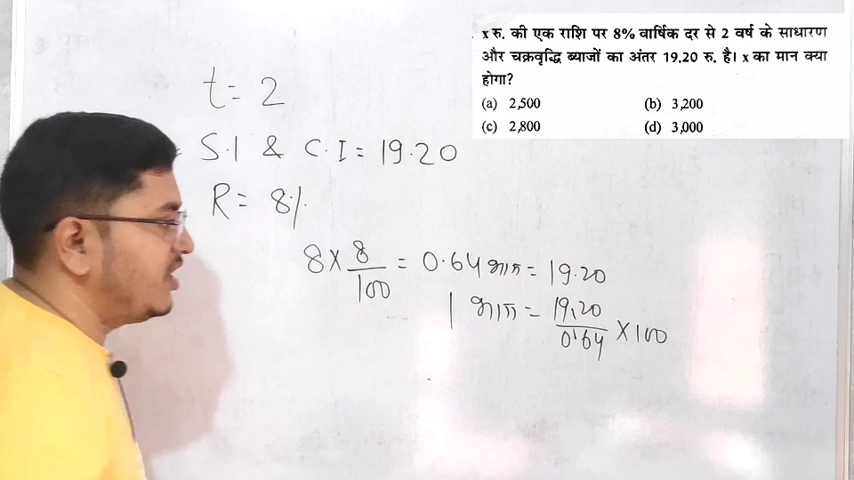 x रु. की एक राशि पर 8% वार्षिक दर से 2 वर्ष के साधारण
और चक्रवृद्धि ब्याजों का अंतर 19.20 रु. है। x का मान क्या
होगा?
(a) 2,500 (b) 3,200
(c) 2,800 (d) 3,000
t = 2
S.I & C.I = 19.20
R = 8%
8 × 8/100 = 0.64 भाग = 19.20
1 भाग = 19.20/0.64 × 100